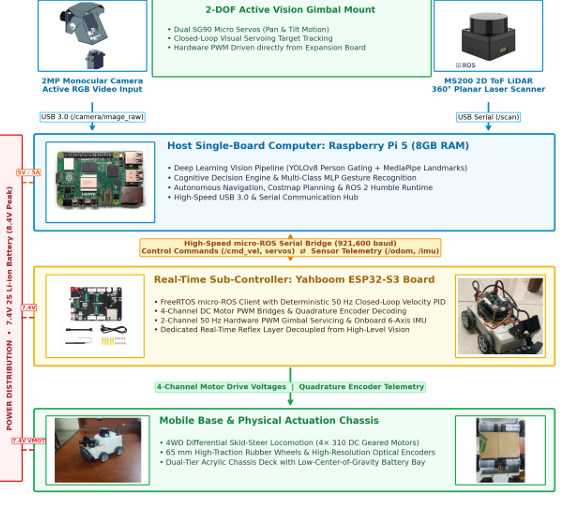 2-DOF Active Vision Gimbal Mount
• Dual SG90 Micro Servos (Pan & Tilt Motion)
• Closed-Loop Visual Servoing Target Tracking
• Hardware PWM Driven directly from Expansion Board
ROS
2MP Monocular Camera
Active RGB Video Input
MS200 2D ToF LiDAR
360° Planar Laser Scanner
USB 3.0 (/camera/image_raw)
USB Serial (/scan)
Host Single-Board Computer: Raspberry Pi 5 (8GB RAM)
• Deep Learning Vision Pipeline (YOLOv8 Person Gating + MediaPipe Landmarks)
• Cognitive Decision Engine & Multi-Class MLP Gesture Recognition
• Autonomous Navigation, Costmap Planning & ROS 2 Humble Runtime
• High-Speed USB 3.0 & Serial Communication Hub
5V / 5A
High-Speed micro-ROS Serial Bridge (921,600 baud)
Control Commands (/cmd_vel, servos) ⇄ Sensor Telemetry (/odom, /imu)
POWER DISTRIBUTION • 7.4V 2S Li-ion Battery (8.4V Peak)
Real-Time Sub-Controller: Yahboom ESP32-S3 Board
• FreeRTOS micro-ROS Client with Deterministic 50 Hz Closed-Loop Velocity PID
• 4-Channel DC Motor PWM Bridges & Quadrature Encoder Decoding
• 2-Channel 50 Hz Hardware PWM Gimbal Servicing & Onboard 6-Axis IMU
• Dedicated Real-Time Reflex Layer Decoupled from High-Level Vision
7.4V
4-Channel Motor Drive Voltages | Quadrature Encoder Telemetry
Mobile Base & Physical Actuation Chassis
• 4WD Differential Skid-Steer Locomotion (4× 310 DC Geared Motors)
• 65 mm High-Traction Rubber Wheels & High-Resolution Optical Encoders
• Dual-Tier Acrylic Chassis Deck with Low-Center-of-Gravity Battery Bay
7.4V VMOT